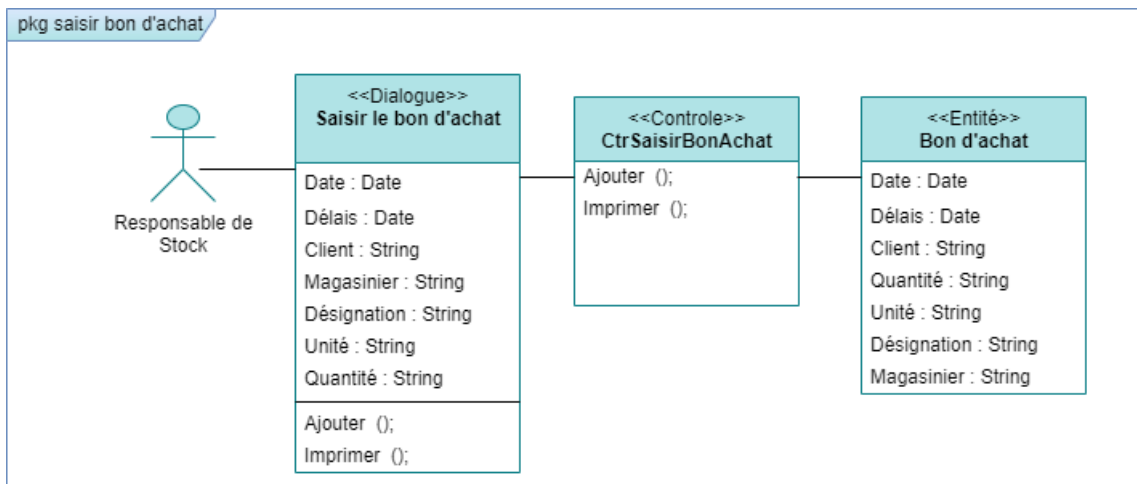 pkg saisir bon d'achat
Responsable de
Stock
<<Dialogue>>
Saisir le bon d'achat
Date : Date
Délais : Date
Client : String
Magasinier : String
Désignation : String
Unité : String
Quantité : String
Ajouter ();
Imprimer ();
<<Controle>>
CtrSaisirBonAchat
Ajouter ();
Imprimer ();
<<Entité>>
Bon d'achat
Date : Date
Délais : Date
Client : String
Quantité : String
Unité : String
Désignation : String
Magasinier : String